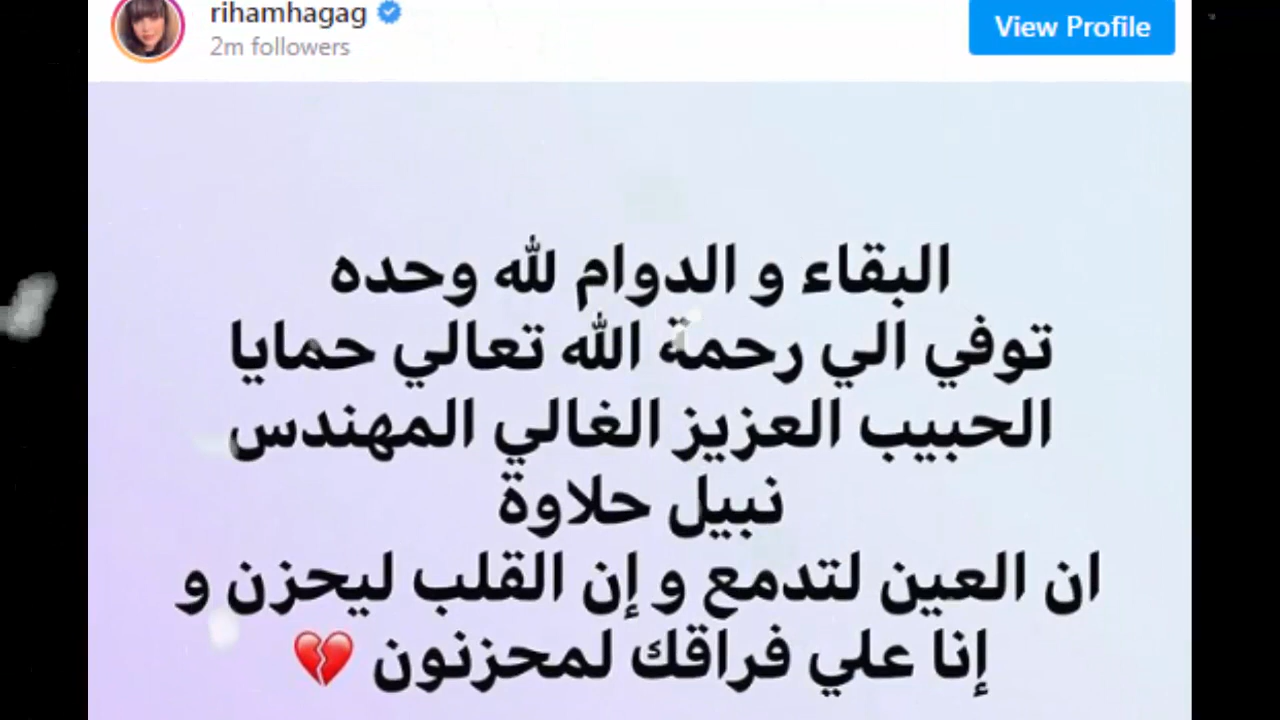 rihamhagag
2m followers
View Profile
البقاء و الدوام لله وحده
توفي الي رحمة الله تعالي حمايا
الحبيب العزيز الغالي المهندس
نبيل حلاوة
ان العين لتدمع و إن القلب ليحزن و
إنا علي فراقك لمحزنون 💔